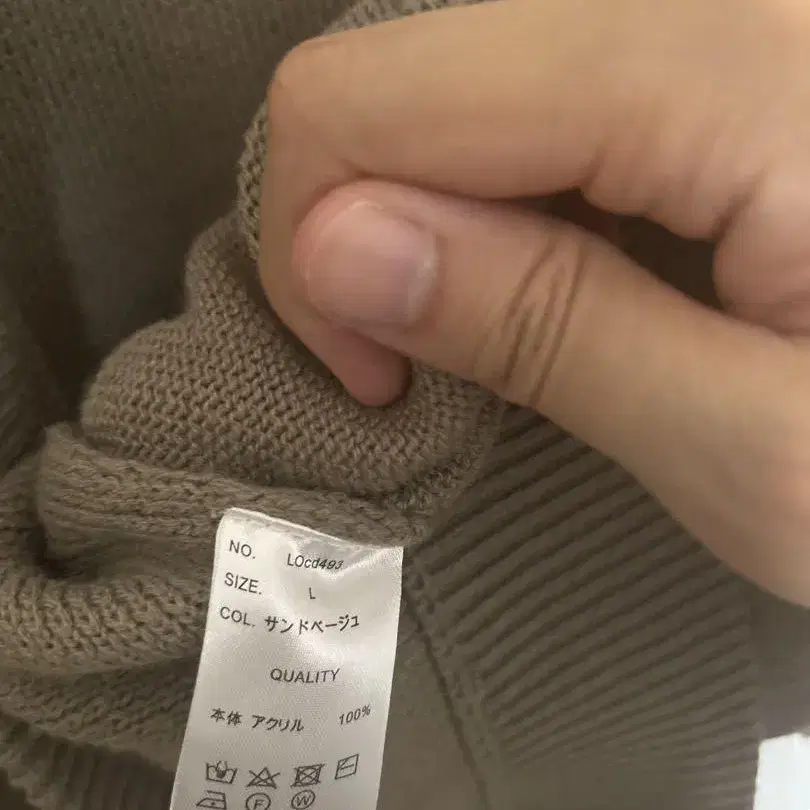 NO. LOcd493
SIZE. L
COL. サンドベージュ
QUALITY
本体 アクリル 100%
F W